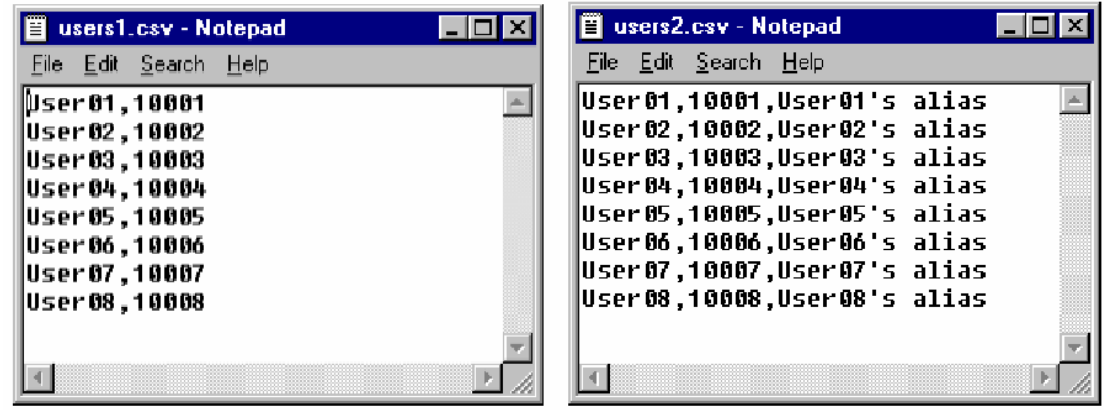 users1.csv - Notepad
File Edit Search Help
User01,10001
User02,10002
User03,10003
User04,10004
User05,10005
User06,10006
User07,10007
User08,10008
users2.csv - Notepad
File Edit Search Help
User01,10001,User01's alias
User02,10002,User02's alias
User03,10003,User03's alias
User04,10004,User04's alias
User05,10005,User05's alias
User06,10006,User06's alias
User07,10007,User07's alias
User08,10008,User08's alias